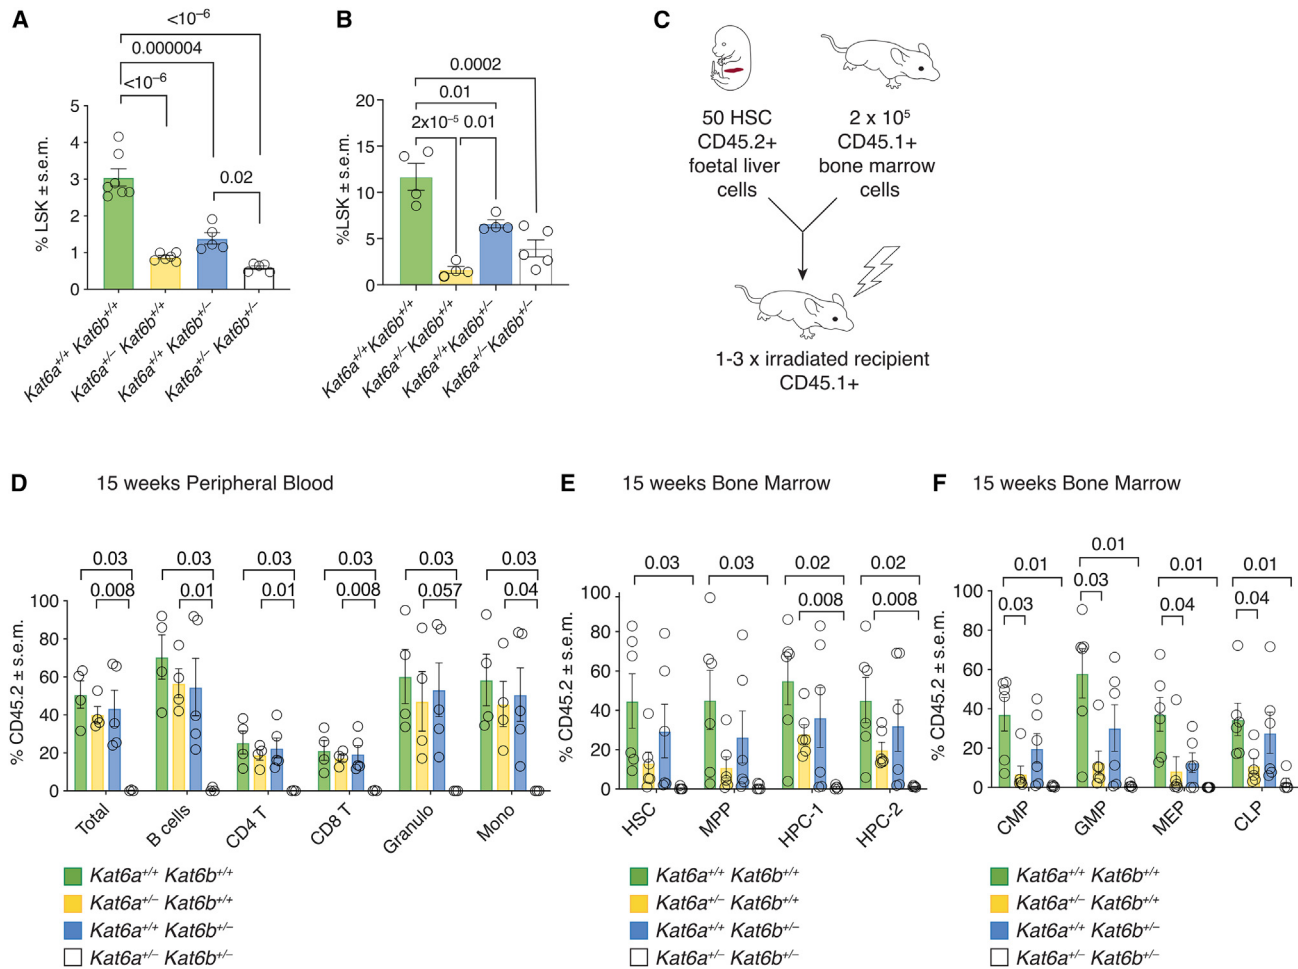 A
<10⁻⁶
0.000004
<10⁻⁶
0.02
% LSK ± s.e.m.
5
4
3
2
1
0
Kat6a+/+ Kat6b+/+
Kat6a+/− Kat6b+/+
Kat6a+/+ Kat6b+/−
Kat6a+/− Kat6b+/−
B
0.0002
0.01
2x10⁻⁵ 0.01
%LSK ± s.e.m.
20
15
10
5
0
Kat6a+/+ Kat6b+/+
Kat6a+/− Kat6b+/+
Kat6a+/+ Kat6b+/−
Kat6a+/− Kat6b+/−
C
50 HSC
CD45.2+
foetal liver
cells
2 x 10⁵
CD45.1+
bone marrow
cells
1-3 x irradiated recipient
CD45.1+
D 15 weeks Peripheral Blood
0.03 0.03 0.03 0.03 0.03 0.03
0.008 0.01 0.01 0.008 0.057 0.04
% CD45.2 ± s.e.m.
100
80
60
40
20
0
Total B cells CD4 T CD8 T Granulo Mono
Kat6a+/+ Kat6b+/+
Kat6a+/− Kat6b+/+
Kat6a+/+ Kat6b+/−
Kat6a+/− Kat6b+/−
E 15 weeks Bone Marrow
0.03 0.03 0.02 0.02
0.008 0.008
% CD45.2 ± s.e.m.
100
80
60
40
20
0
HSC MPP HPC-1 HPC-2
Kat6a+/+ Kat6b+/+
Kat6a+/− Kat6b+/+
Kat6a+/+ Kat6b+/−
Kat6a+/− Kat6b+/−
F 15 weeks Bone Marrow
0.01
0.01 0.01 0.01
0.03
0.03 0.04 0.04
% CD45.2 ± s.e.m.
100
80
60
40
20
0
CMP GMP MEP CLP
Kat6a+/+ Kat6b+/+
Kat6a+/− Kat6b+/+
Kat6a+/+ Kat6b+/−
Kat6a+/− Kat6b+/−